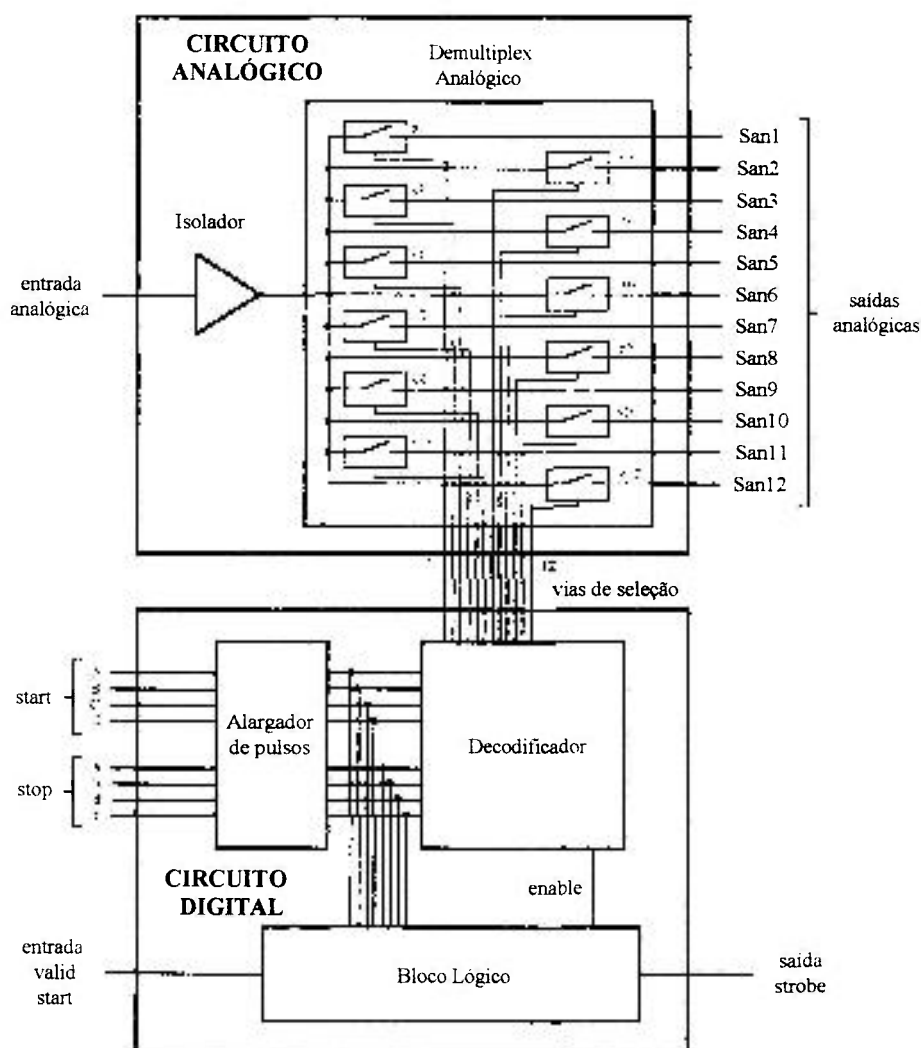 CIRCUITO
ANALÓGICO
Demultiplex
Analógico
Isolador
entrada
analógica
San1
San2
San3
San4
San5
San6
San7
San8
San9
San10
San11
San12
saídas
analógicas
12
vias de seleção
start
stop
Alargador
de pulsos
Decodificador
CIRCUITO
DIGITAL
enable
entrada
valid
start
Bloco Lógico
saída
strobe